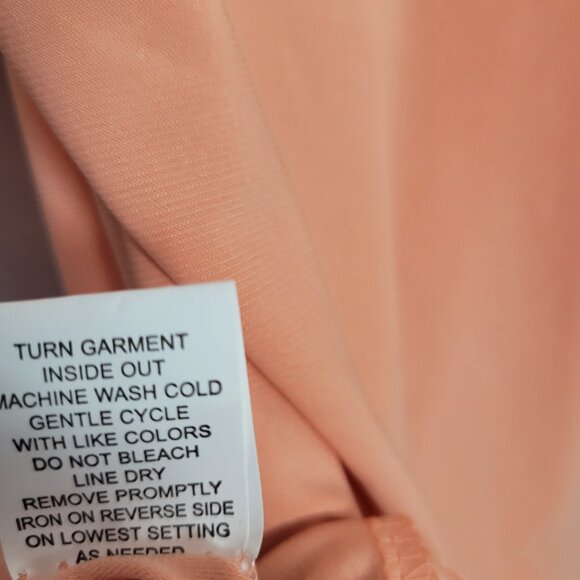 TURN GARMENT
INSIDE OUT
MACHINE WASH COLD
GENTLE CYCLE
WITH LIKE COLORS
DO NOT BLEACH
LINE DRY
REMOVE PROMPTLY
IRON ON REVERSE SIDE
ON LOWEST SETTING
AS NEEDED